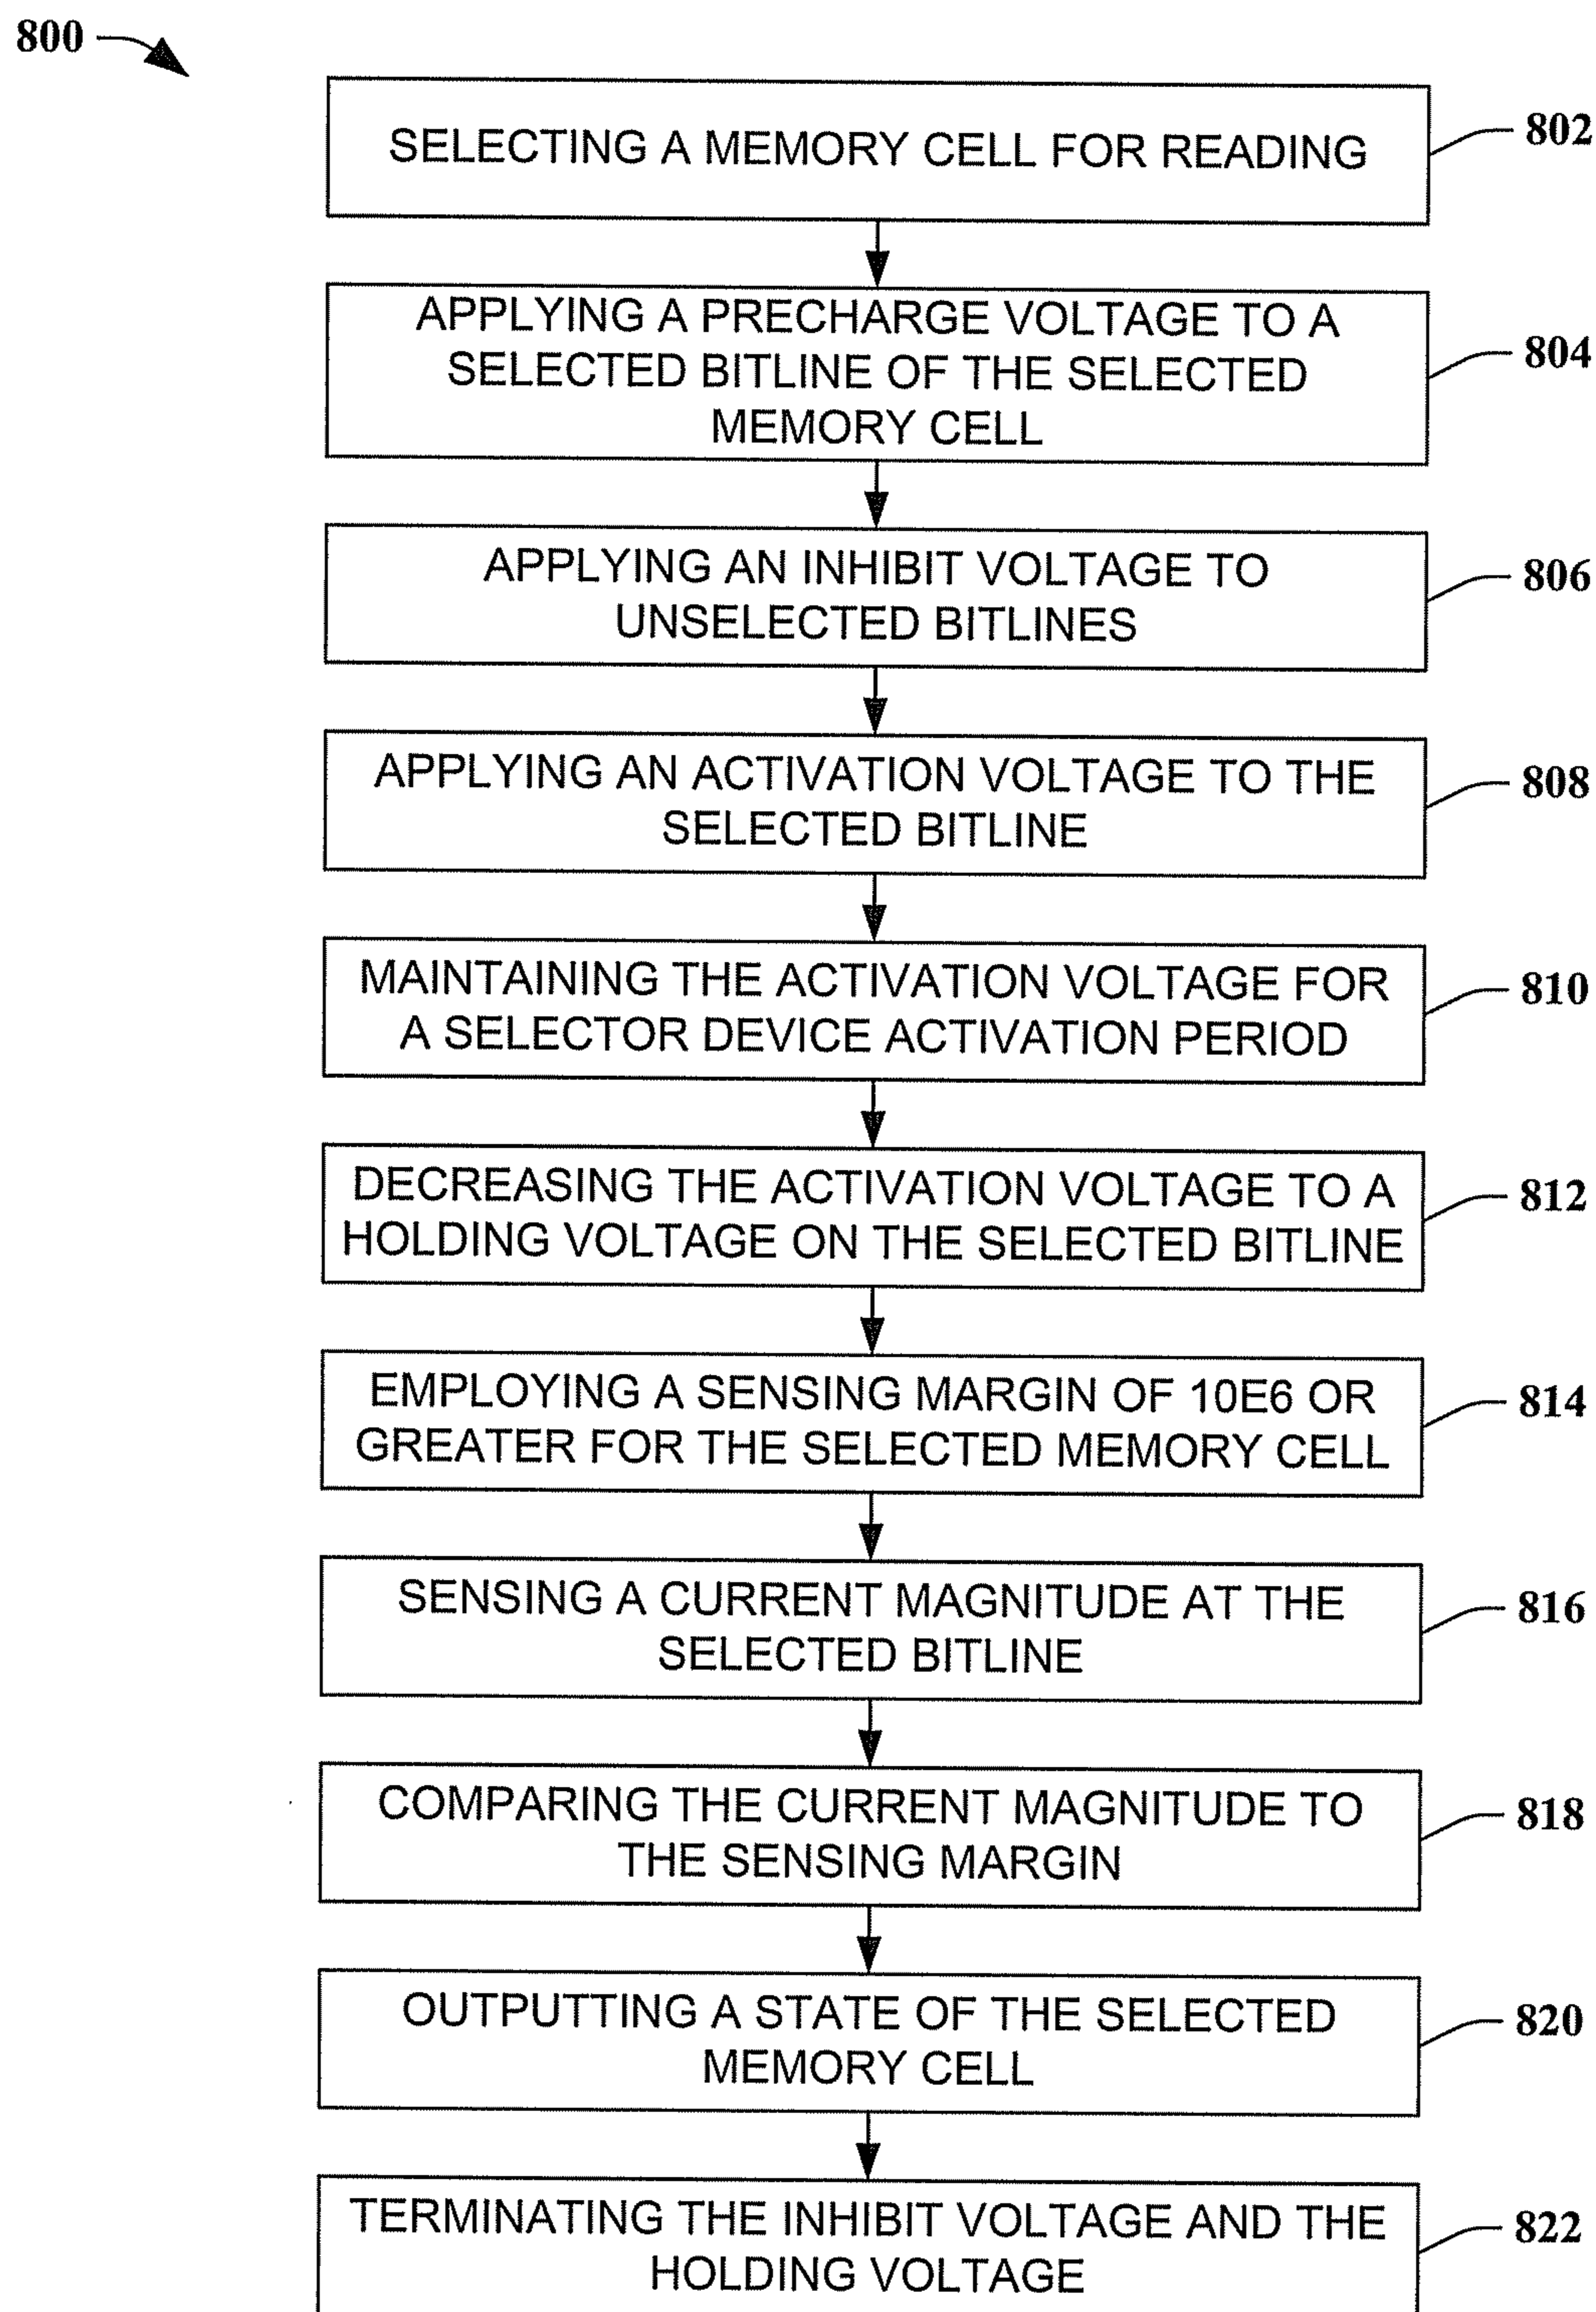 800
SELECTING A MEMORY CELL FOR READING
802
APPLYING A PRECHARGE VOLTAGE TO A
SELECTED BITLINE OF THE SELECTED
MEMORY CELL
804
APPLYING AN INHIBIT VOLTAGE TO
UNSELECTED BITLINES
806
APPLYING AN ACTIVATION VOLTAGE TO THE
SELECTED BITLINE
808
MAINTAINING THE ACTIVATION VOLTAGE FOR
A SELECTOR DEVICE ACTIVATION PERIOD
810
DECREASING THE ACTIVATION VOLTAGE TO A
HOLDING VOLTAGE ON THE SELECTED BITLINE
812
EMPLOYING A SENSING MARGIN OF 10E6 OR
GREATER FOR THE SELECTED MEMORY CELL
814
SENSING A CURRENT MAGNITUDE AT THE
SELECTED BITLINE
816
COMPARING THE CURRENT MAGNITUDE TO
THE SENSING MARGIN
818
OUTPUTTING A STATE OF THE SELECTED
MEMORY CELL
820
TERMINATING THE INHIBIT VOLTAGE AND THE
HOLDING VOLTAGE
822